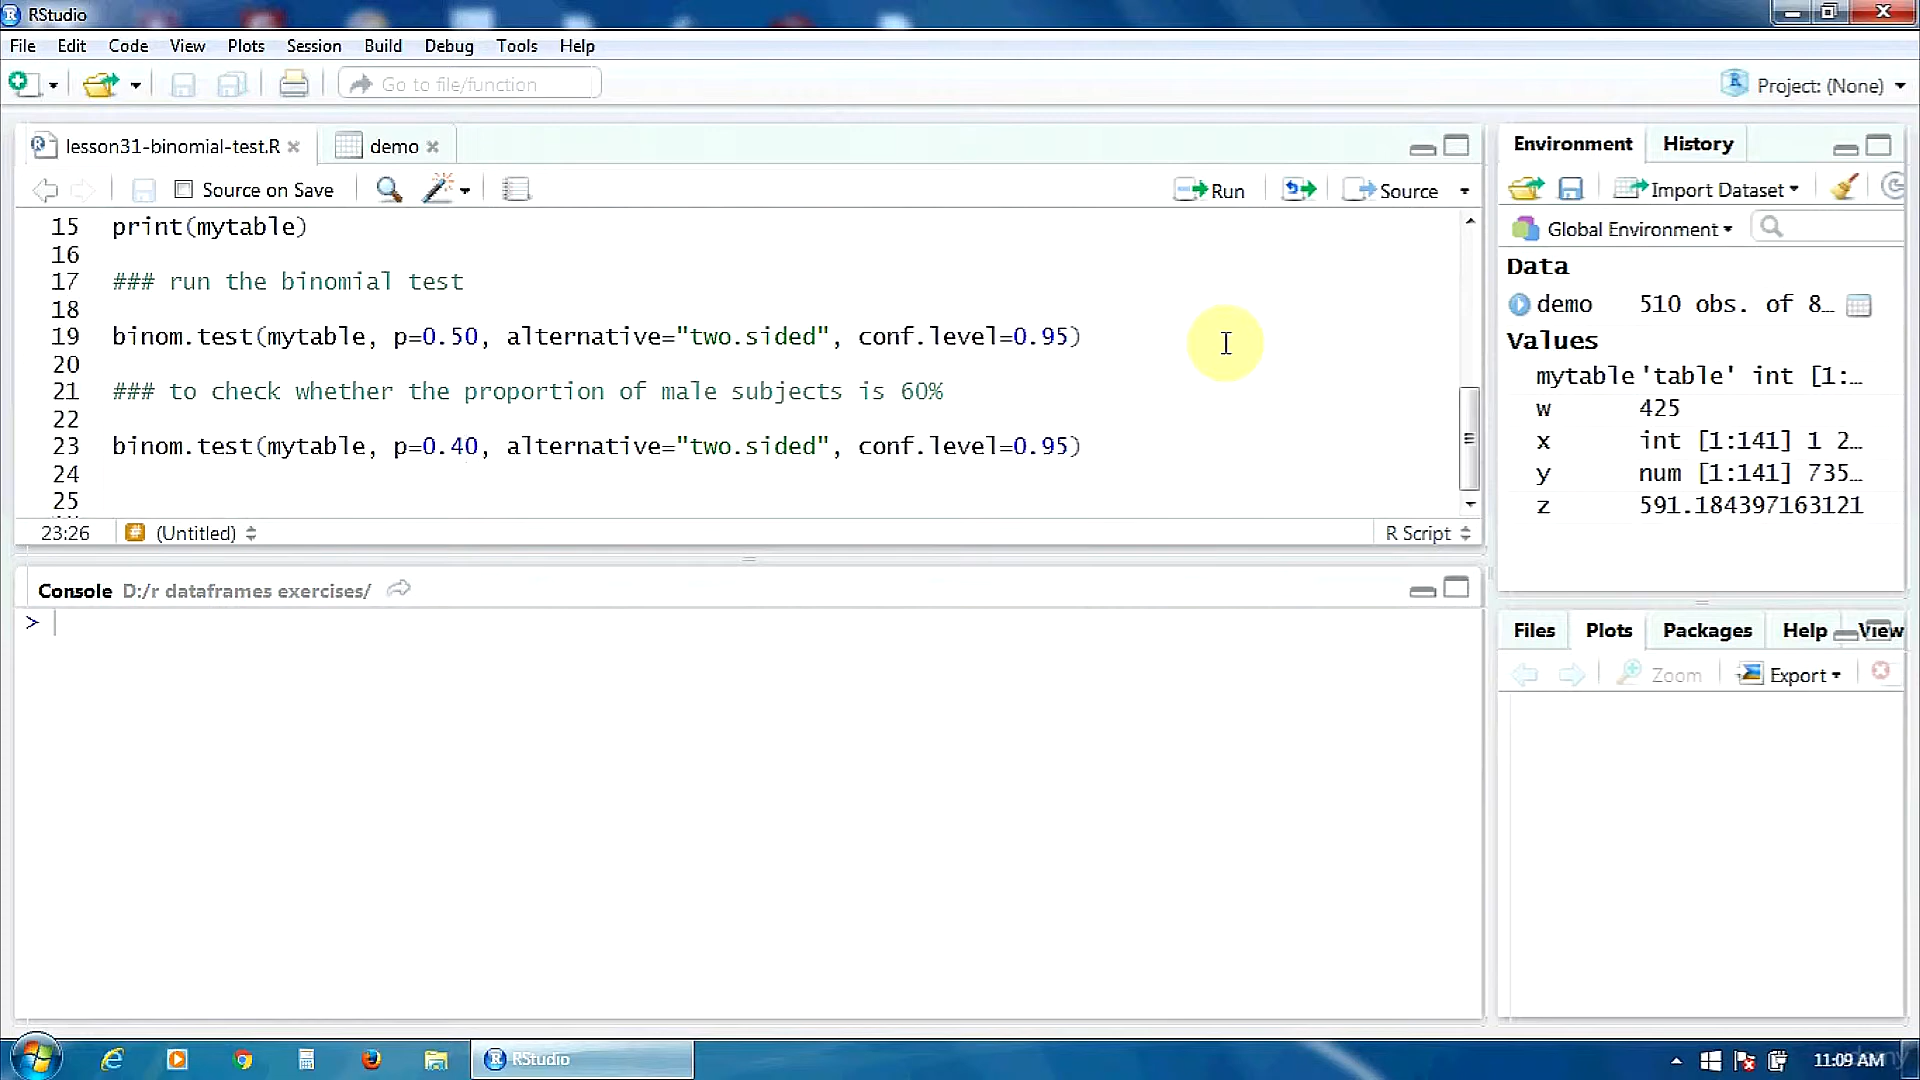 RStudio
File Edit Code View Plots Session Build Debug Tools Help
Go to file/function
Project: (None)
lesson31-binomial-test.R demo
Source on Save Run Source
15 print(mytable)
16
17 ### run the binomial test
18
19 binom.test(mytable, p=0.50, alternative="two.sided", conf.level=0.95)
20
21 ### to check whether the proportion of male subjects is 60%
22
23 binom.test(mytable, p=0.40, alternative="two.sided", conf.level=0.95)
24
25
23:26 (Untitled) R Script
Console D:/r dataframes exercises/
>
Environment History
Import Dataset
Global Environment
Data
demo 510 obs. of 8…
Values
mytable 'table' int [1:…
w 425
x int [1:141] 1 2…
y num [1:141] 735…
z 591.184397163121
Files Plots Packages Help View
Zoom Export
RStudio
11:09 AM